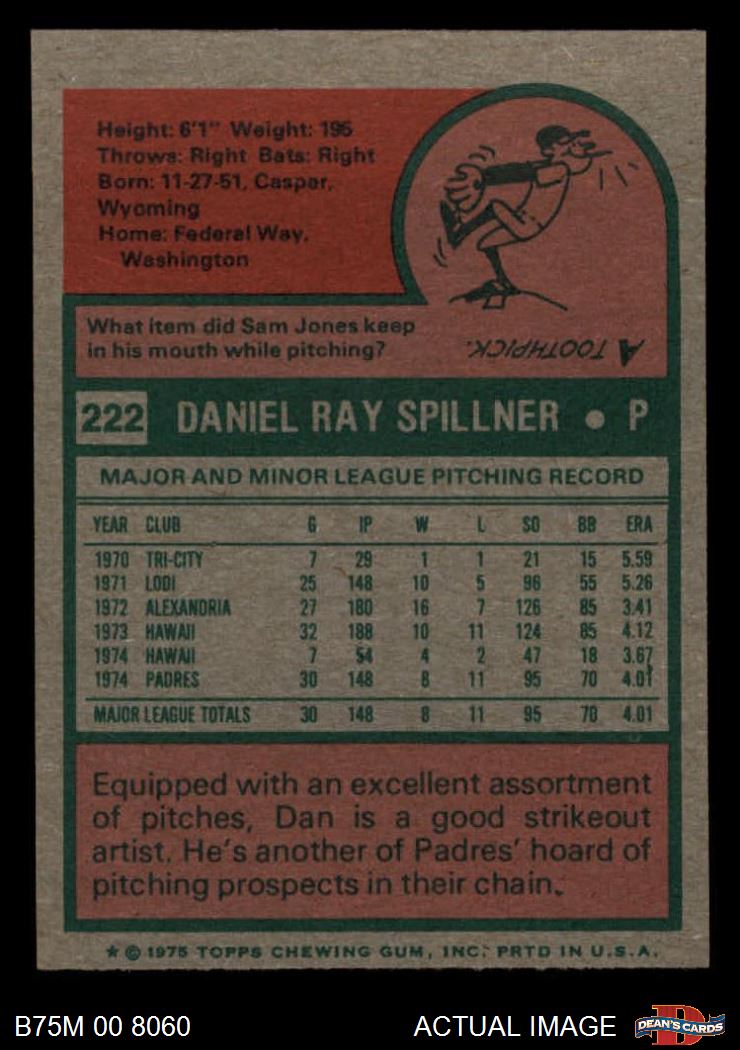 Height: 6'1" Weight: 195
Throws: Right Bats: Right
Born: 11-27-51, Casper,
Wyoming
Home: Federal Way,
Washington
What item did Sam Jones keep
in his mouth while pitching?
A TOOTHPICK.
222 DANIEL RAY SPILLNER • P
MAJOR AND MINOR LEAGUE PITCHING RECORD
YEAR CLUB G IP W L SO BB ERA
1970 TRI-CITY 7 29 1 1 21 15 5.59
1971 LODI 25 148 10 5 96 55 5.26
1972 ALEXANDRIA 27 180 16 7 126 85 3.41
1973 HAWAII 32 188 10 11 124 85 4.12
1974 HAWAII 7 54 4 2 47 18 3.67
1974 PADRES 30 148 8 11 95 70 4.01
MAJOR LEAGUE TOTALS 30 148 8 11 95 70 4.01
Equipped with an excellent assortment
of pitches, Dan is a good strikeout
artist. He's another of Padres' hoard of
pitching prospects in their chain.
★ © 1975 TOPPS CHEWING GUM, INC. PRTD IN U.S.A.
B75M 00 8060 ACTUAL IMAGE
D
DEAN'S CARDS